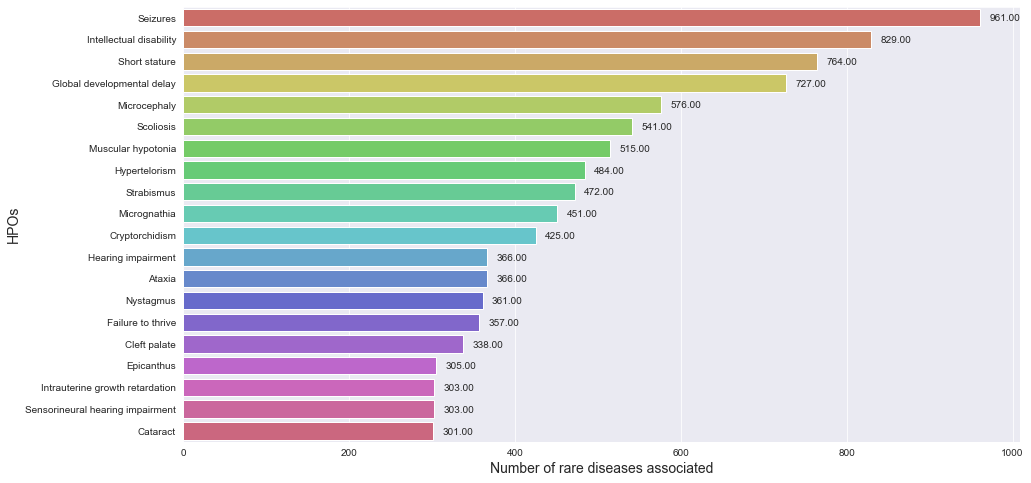 HPOs
Seizures 961.00
Intellectual disability 829.00
Short stature 764.00
Global developmental delay 727.00
Microcephaly 576.00
Scoliosis 541.00
Muscular hypotonia 515.00
Hypertelorism 484.00
Strabismus 472.00
Micrognathia 451.00
Cryptorchidism 425.00
Hearing impairment 366.00
Ataxia 366.00
Nystagmus 361.00
Failure to thrive 357.00
Cleft palate 338.00
Epicanthus 305.00
Intrauterine growth retardation 303.00
Sensorineural hearing impairment 303.00
Cataract 301.00
0 200 400 600 800 1000
Number of rare diseases associated